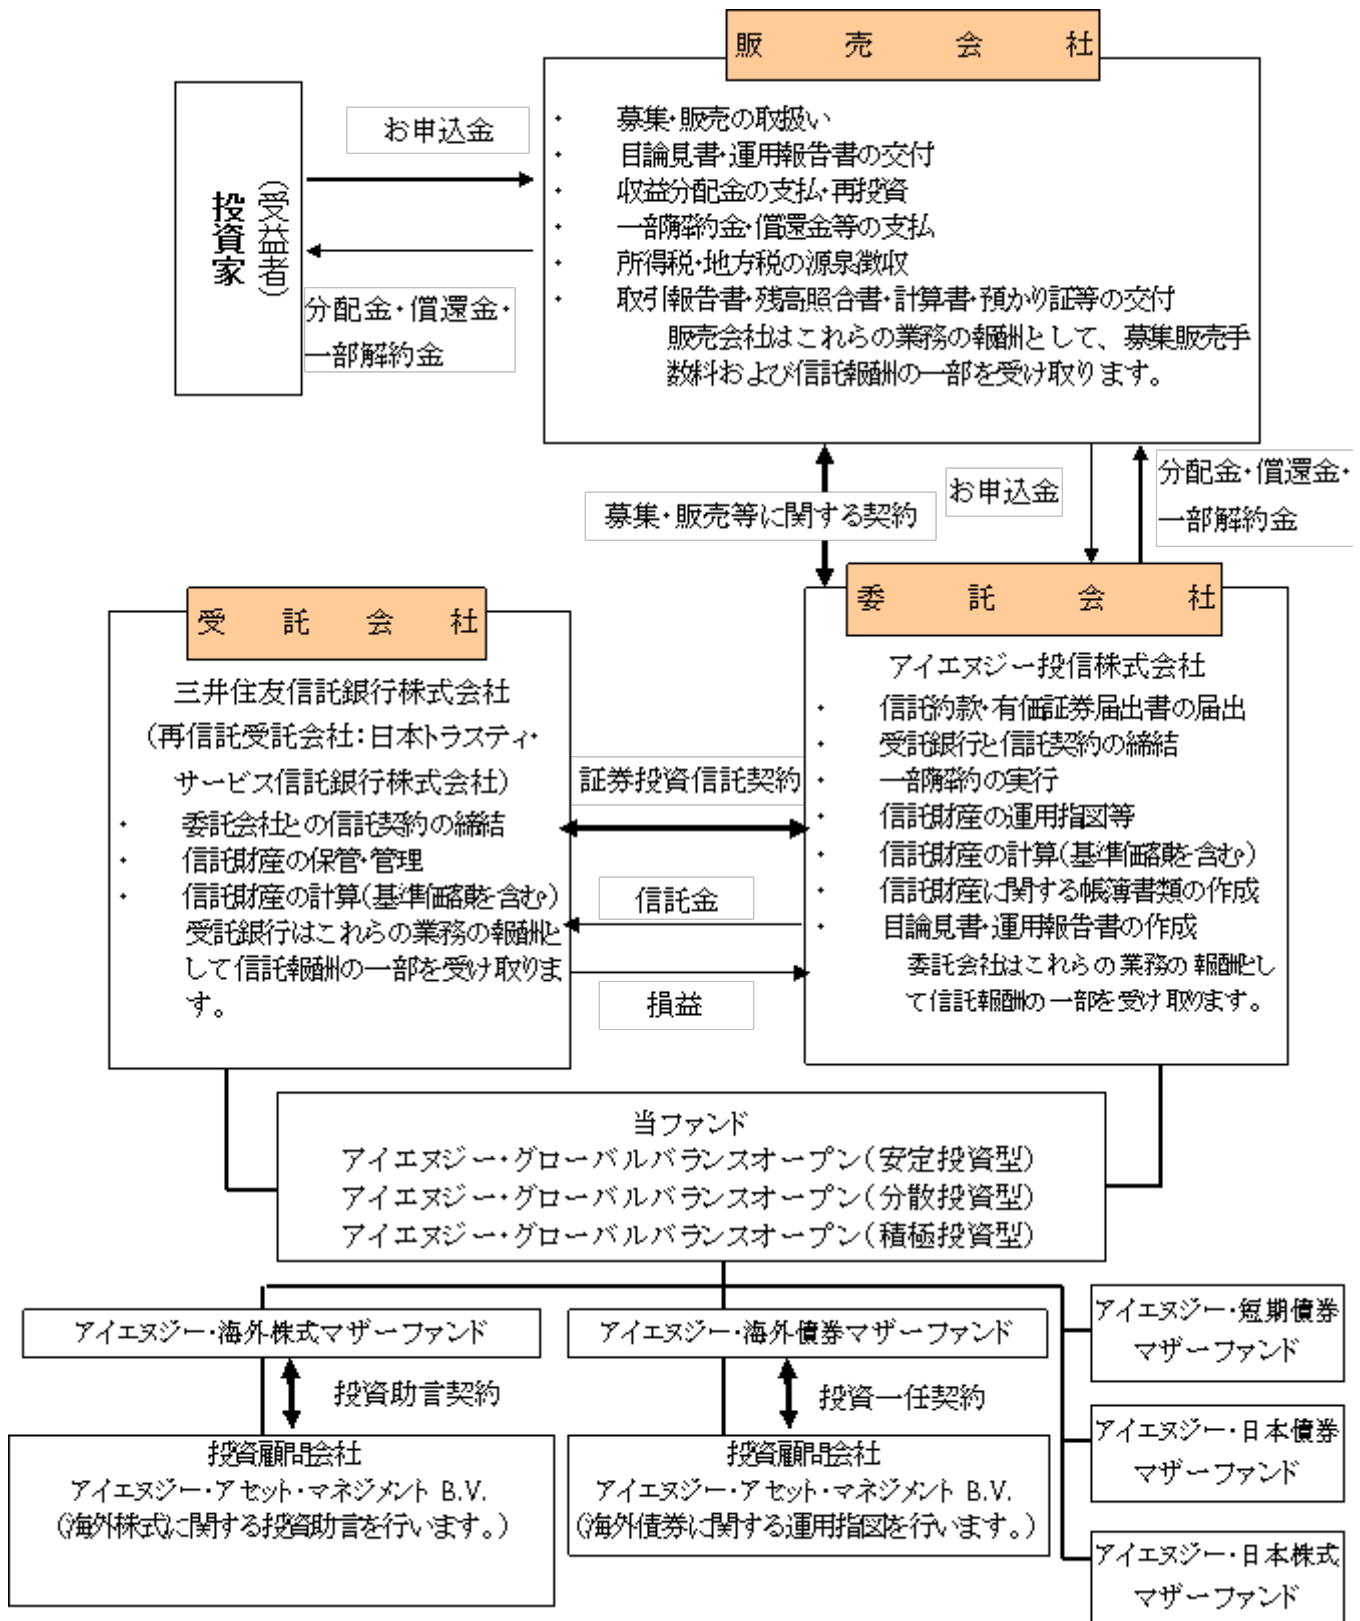 販売会社
投資家
(受益者)
お申込金
分配金・償還金・
一部解約金
・ 募集・販売の取扱い
・ 目論見書・運用報告書の交付
・ 収益分配金の支払・再投資
・ 一部解約金・償還金等の支払
・ 所得税・地方税の源泉徴収
・ 取引報告書・残高照合書・計算書・預かり証等の交付
販売会社はこれらの業務の報酬として、募集販売手
数料および信託報酬の一部を受け取ります。
募集・販売等に関する契約
お申込金
分配金・償還金・
一部解約金
受託会社
三井住友信託銀行株式会社
(再信託受託会社:日本トラスティ・
サービス信託銀行株式会社)
・ 委託会社との信託契約の締結
・ 信託財産の保管・管理
・ 信託財産の計算(基準価額を含む)
受託銀行はこれらの業務の報酬と
して信託報酬の一部を受け取りま
す。
証券投資信託契約
信託金
損益
委託会社
アイエヌジー投信株式会社
・ 信託約款・有価証券届出書の届出
・ 受託銀行と信託契約の締結
・ 一部解約の実行
・ 信託財産の運用指図等
・ 信託財産の計算(基準価額を含む)
・ 信託財産に関する帳簿書類の作成
・ 目論見書・運用報告書の作成
委託会社はこれらの業務の報酬とし
て信託報酬の一部を受け取ります。
当ファンド
アイエヌジー・グローバルバランスオープン(安定投資型)
アイエヌジー・グローバルバランスオープン(分散投資型)
アイエヌジー・グローバルバランスオープン(積極投資型)
アイエヌジー・海外株式マザーファンド
アイエヌジー・海外債券マザーファンド
アイエヌジー・短期債券
マザーファンド
投資助言契約
投資一任契約
アイエヌジー・日本債券
マザーファンド
投資顧問会社
アイエヌジー・アセット・マネジメント B.V.
(海外株式に関する投資助言を行います。)
投資顧問会社
アイエヌジー・アセット・マネジメント B.V.
(海外債券に関する運用指図を行います。)
アイエヌジー・日本株式
マザーファンド